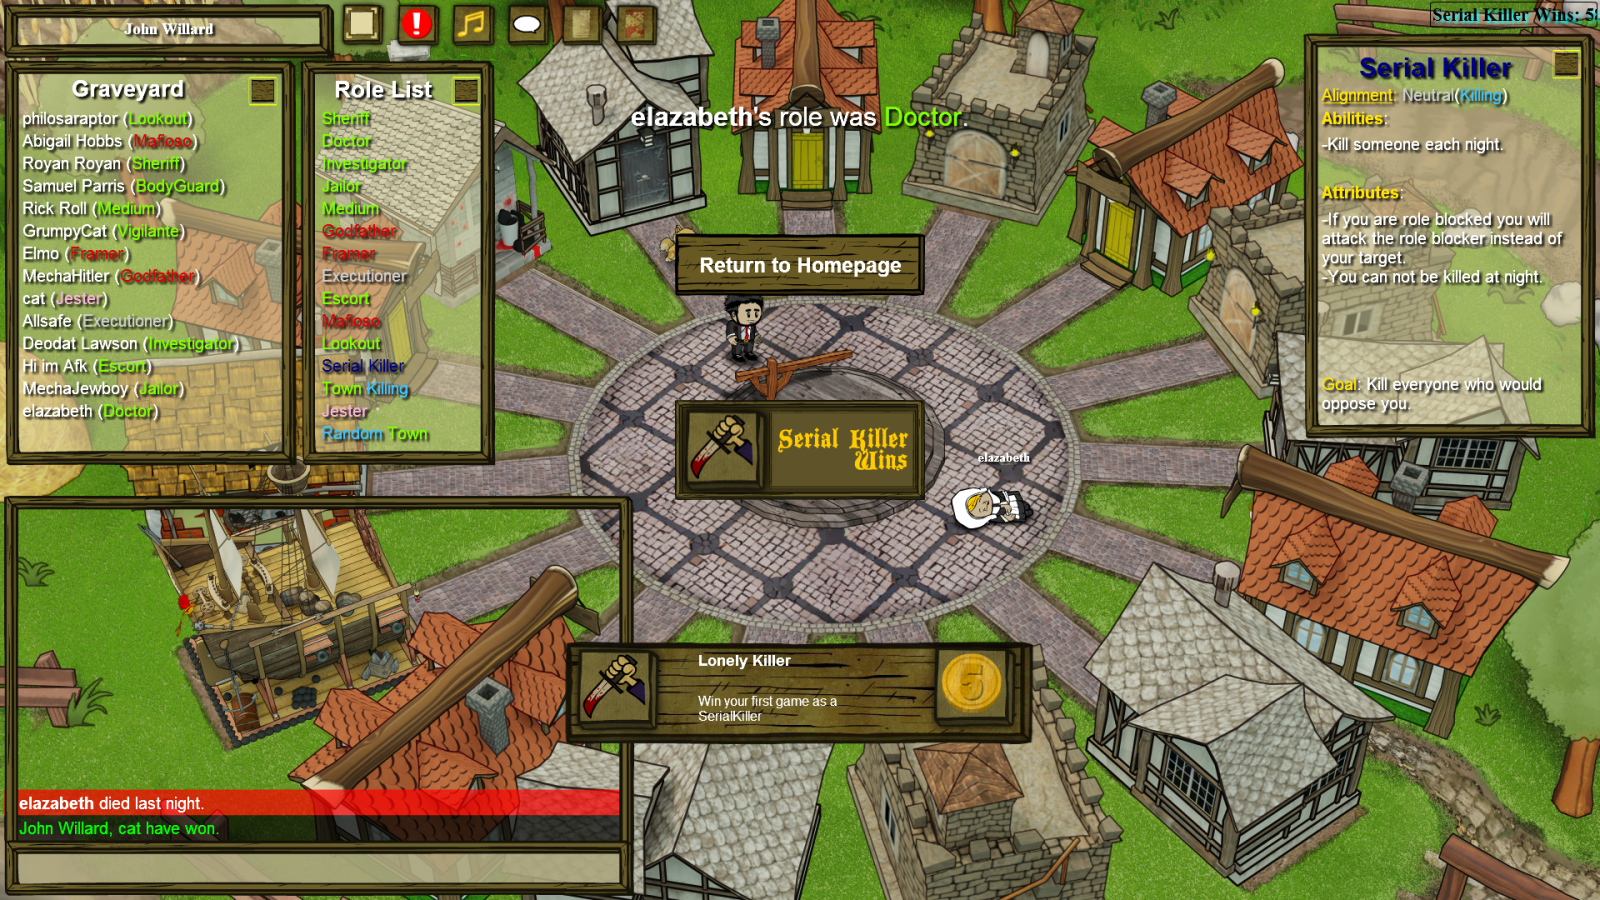 John Willard
Serial Killer Wins: 5
Graveyard
philosaraptor (Lookout)
Abigail Hobbs (Mafioso)
Royan Royan (Sheriff)
Samuel Parris (BodyGuard)
Rick Roll (Medium)
GrumpyCat (Vigilante)
Elmo (Framer)
MechaHitler (Godfather)
cat (Jester)
Allsafe (Executioner)
Deodat Lawson (Investigator)
Hi im Afk (Escort)
MechaJewboy (Jailor)
elazabeth (Doctor)
Role List
Sheriff
Doctor
Investigator
Jailor
Medium
Godfather
Framer
Executioner
Escort
Mafioso
Lookout
Serial Killer
Town Killing
Jester
Random Town
elazabeth's role was Doctor.
Return to Homepage
Serial Killer
Wins
elazabeth
Serial Killer
Alignment: Neutral(Killing)
Abilities:
-Kill someone each night.
Attributes:
-If you are role blocked you will
attack the role blocker instead of
your target.
-You can not be killed at night.
Goal: Kill everyone who would
oppose you.
Lonely Killer
Win your first game as a
SerialKiller
5
elazabeth died last night.
John Willard, cat have won.